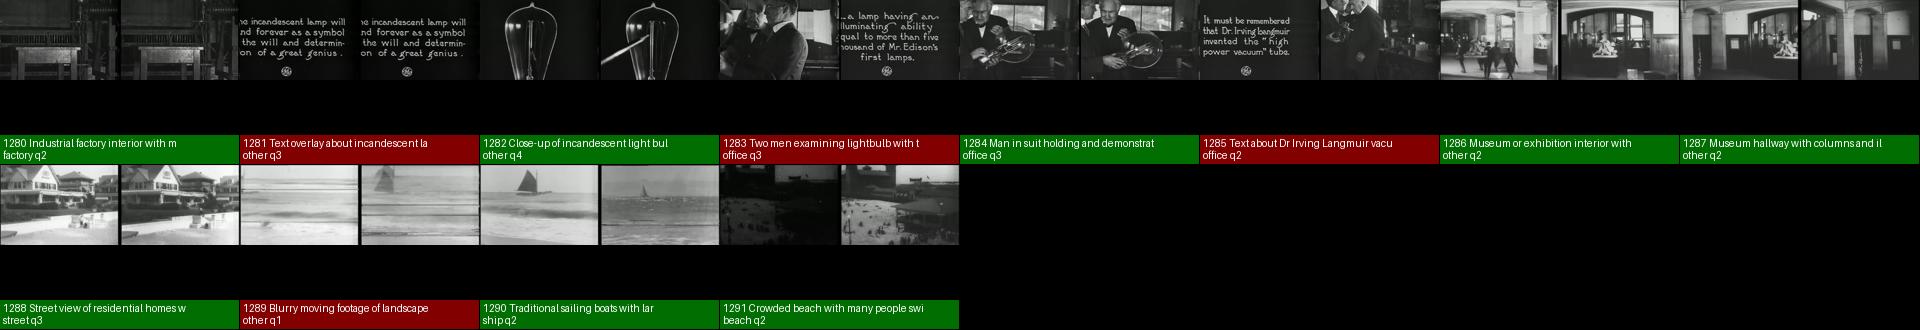 he incandescent lamp will
nd forever as a symbol
the will and determin-
on of a great genius.
he incandescent lamp will
nd forever as a symbol
the will and determin-
on of a great genius.
a lamp having an
lluminating ability
qual to more than five
housand of Mr. Edison's
first lamps.
It must be remembered
that Dr. Irving Langmuir
invented the "high
power vacuum" tube.
1280 Industrial factory interior with m
factory q2
1281 Text overlay about incandescent la
other q3
1282 Close-up of incandescent light bul
other q4
1283 Two men examining lightbulb with t
office q3
1284 Man in suit holding and demonstrat
office q3
1285 Text about Dr Irving Langmuir vacu
office q2
1286 Museum or exhibition interior with
other q2
1287 Museum hallway with columns and il
other q2
1288 Street view of residential homes w
street q3
1289 Blurry moving footage of landscape
other q1
1290 Traditional sailing boats with lar
ship q2
1291 Crowded beach with many people swi
beach q2